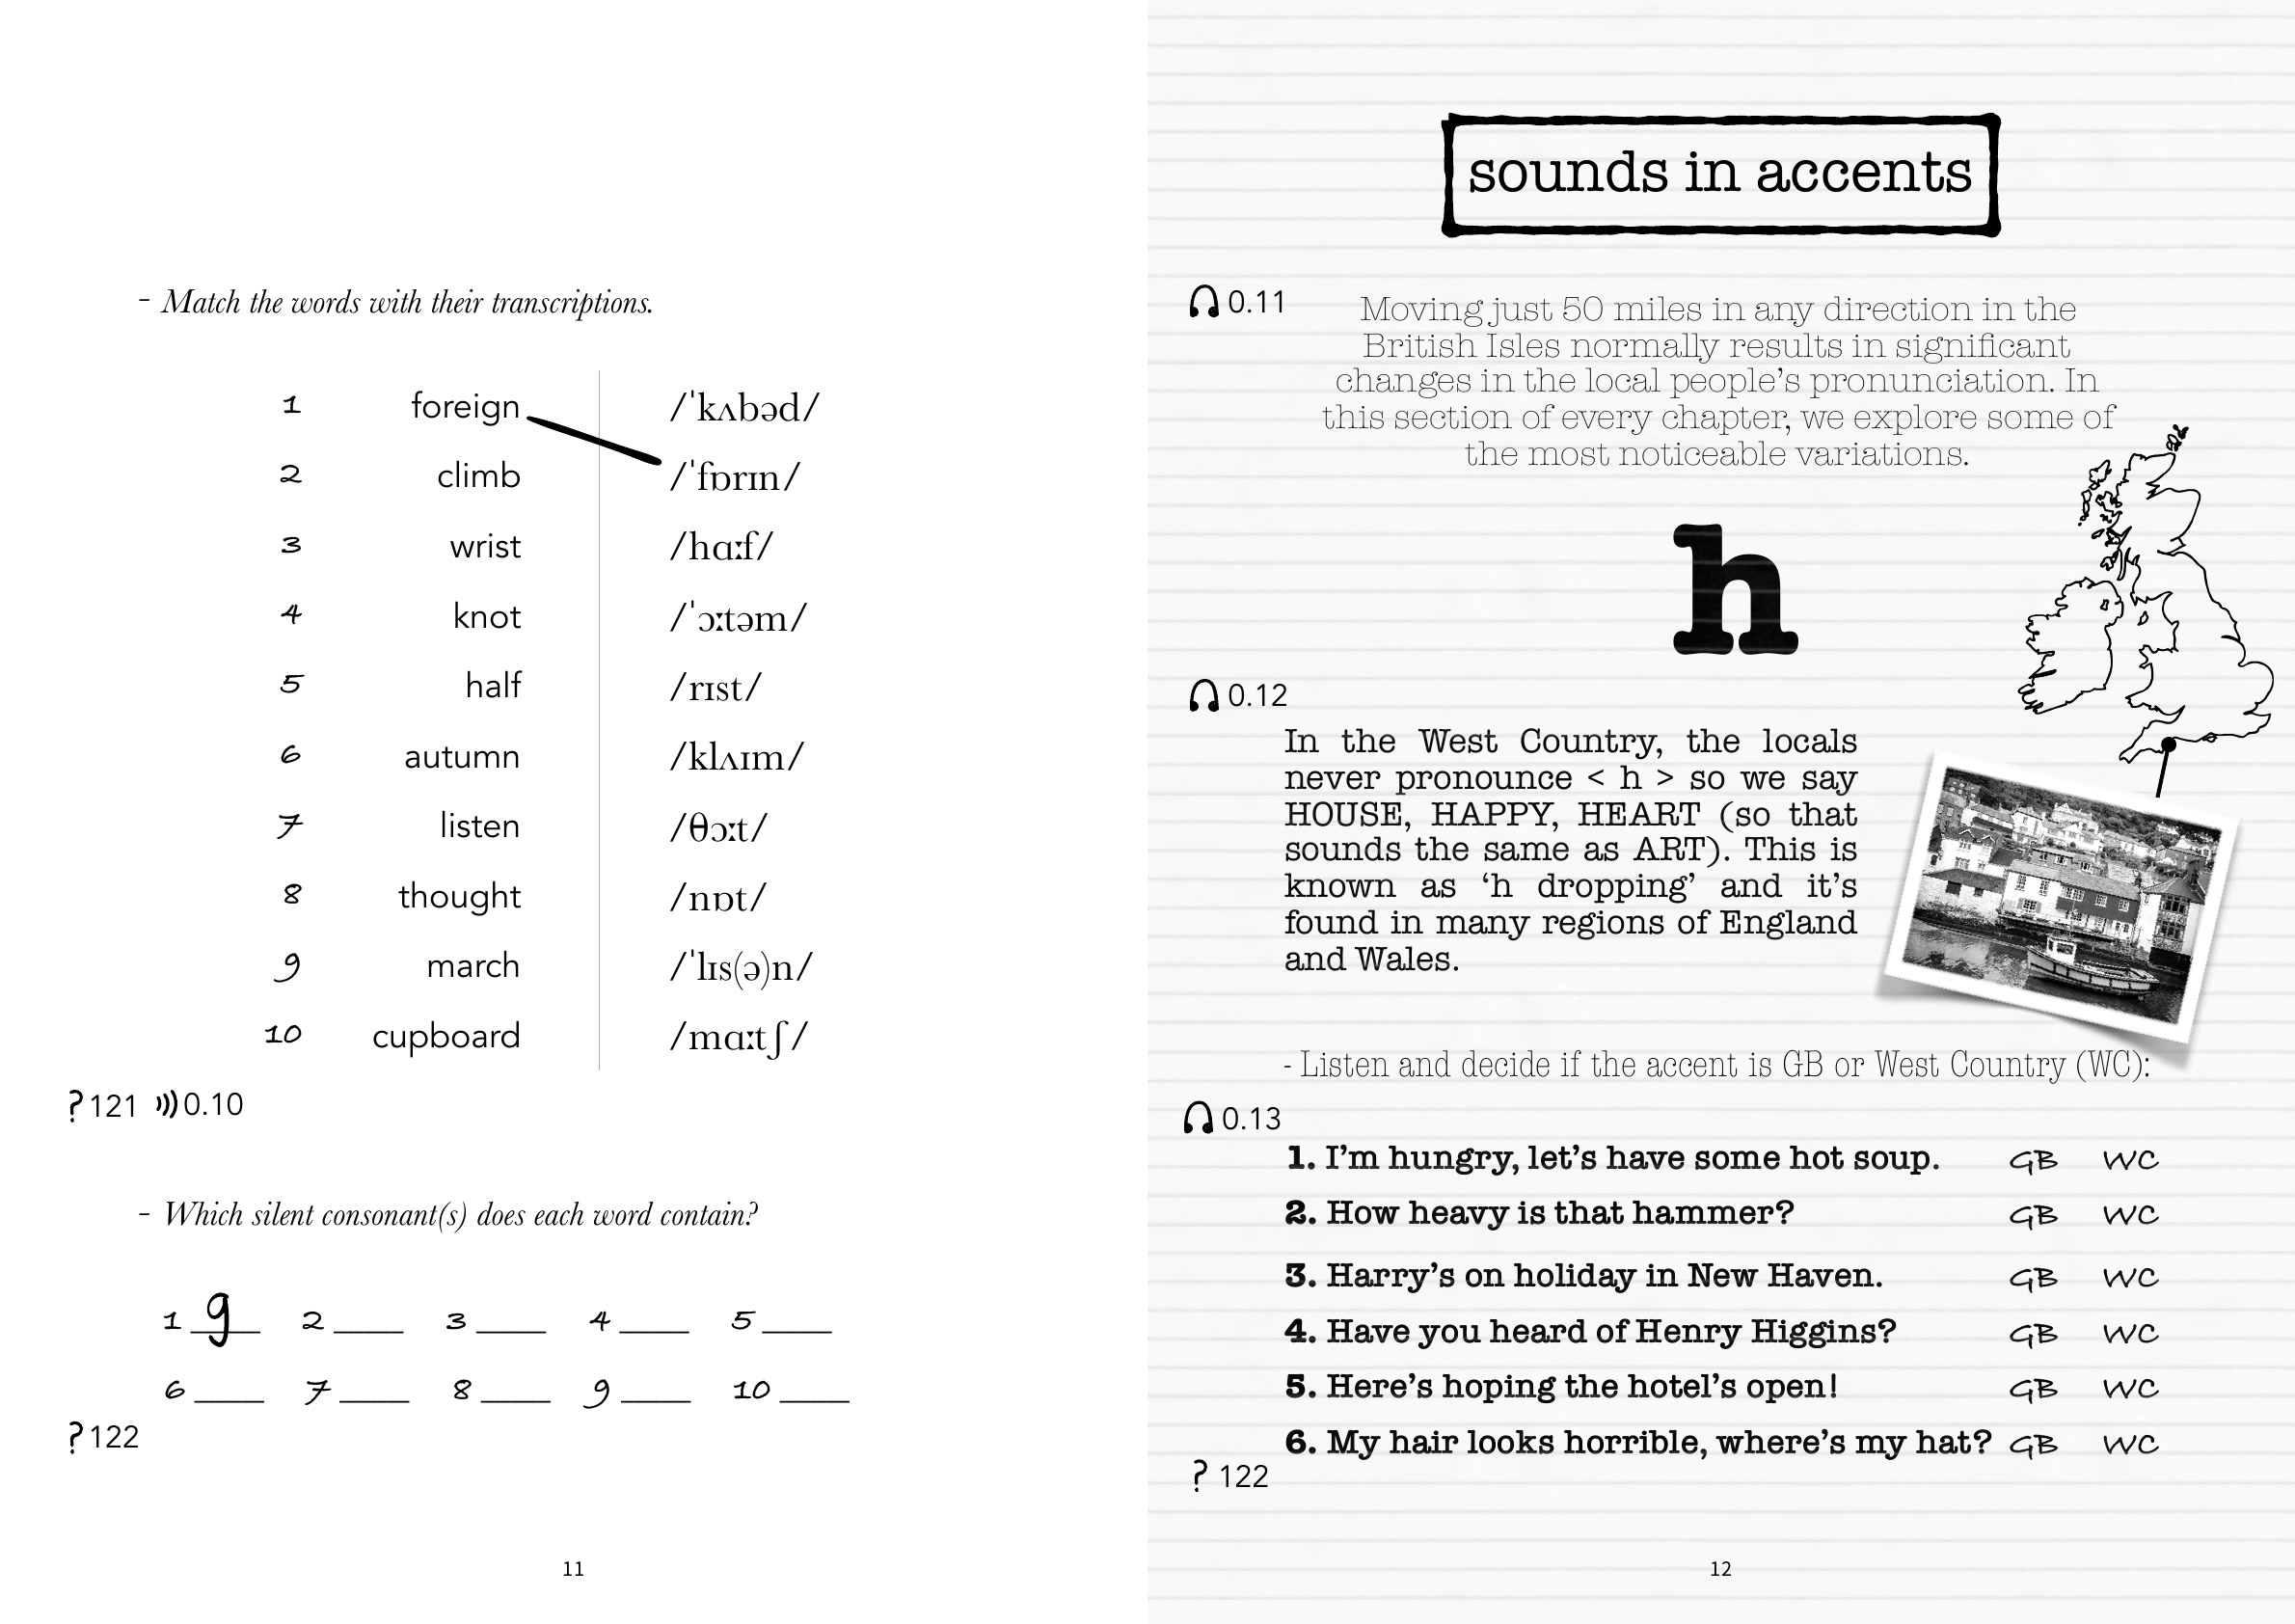 - Match the words with their transcriptions.
1 foreign /ˈkʌbəd/
2 climb /ˈfɒrɪn/
3 wrist /hɑːf/
4 knot /ˈɔːtəm/
5 half /rɪst/
6 autumn /klʌɪm/
7 listen /θɔːt/
8 thought /nɒt/
9 march /ˈlɪs(ə)n/
10 cupboard /mɑːtʃ/
?121 0.10
- Which silent consonant(s) does each word contain?
1 g 2 ____ 3 ____ 4 ____ 5 ____
6 ____ 7 ____ 8 ____ 9 ____ 10 ____
?122
11
sounds in accents
0.11
Moving just 50 miles in any direction in the
British Isles normally results in significant
changes in the local people's pronunciation. In
this section of every chapter, we explore some of
the most noticeable variations.
h
0.12
In the West Country, the locals
never pronounce < h > so we say
HOUSE, HAPPY, HEART (so that
sounds the same as ART). This is
known as ‘h dropping’ and it’s
found in many regions of England
and Wales.
- Listen and decide if the accent is GB or West Country (WC):
0.13
1. I’m hungry, let’s have some hot soup. GB WC
2. How heavy is that hammer? GB WC
3. Harry’s on holiday in New Haven. GB WC
4. Have you heard of Henry Higgins? GB WC
5. Here’s hoping the hotel’s open! GB WC
6. My hair looks horrible, where’s my hat? GB WC
? 122
12